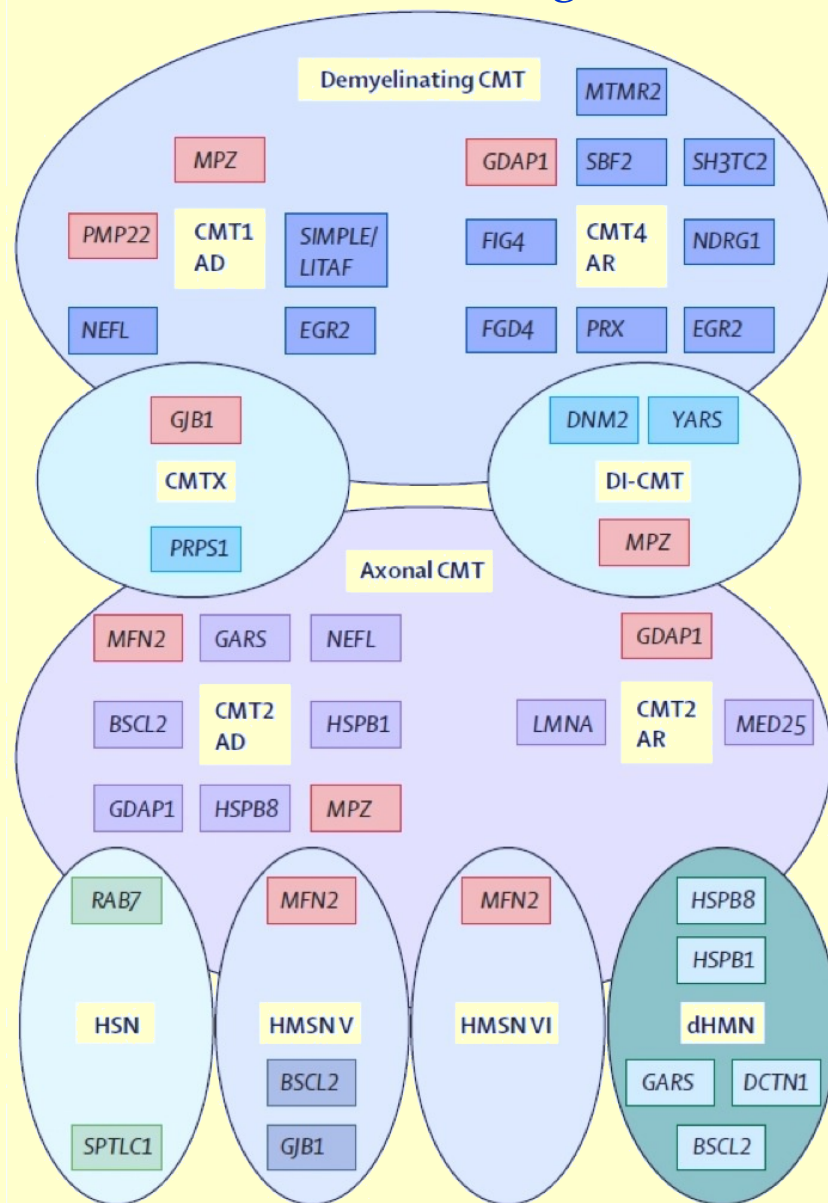 Demyelinating CMT
MTMR2
MPZ
GDAP1
SBF2
SH3TC2
PMP22
CMT1
AD
SIMPLE/
LITAF
FIG4
CMT4
AR
NDRG1
NEFL
EGR2
FGD4
PRX
EGR2
GJB1
CMTX
PRPS1
DNM2
YARS
DI-CMT
MPZ
Axonal CMT
MFN2
GARS
NEFL
BSCL2
CMT2
AD
HSPB1
GDAP1
HSPB8
MPZ
GDAP1
LMNA
CMT2
AR
MED25
RAB7
HSN
SPTLC1
MFN2
HMSN V
BSCL2
GJB1
MFN2
HMSN VI
HSPB8
HSPB1
dHMN
GARS
DCTN1
BSCL2